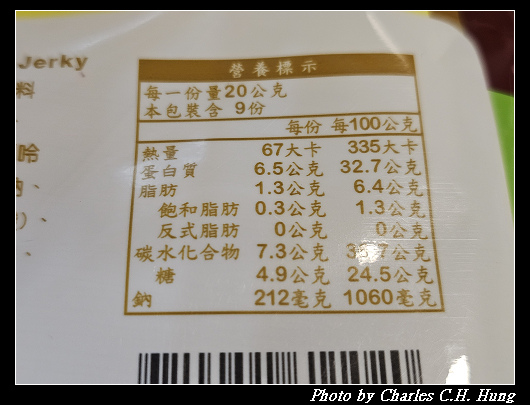 Jerky
料
哈
、
）、
、
營養標示
每一份量20公克
本包裝含 9份
每份 每100公克
熱量 67大卡 335大卡
蛋白質 6.5公克 32.7公克
脂肪 1.3公克 6.4公克
飽和脂肪 0.3公克 1.3公克
反式脂肪 0公克 0公克
碳水化合物 7.3公克 公克
糖 4.9公克 24.5公克
鈉 212毫克 1060毫克
Photo by Charles C.H. Hung